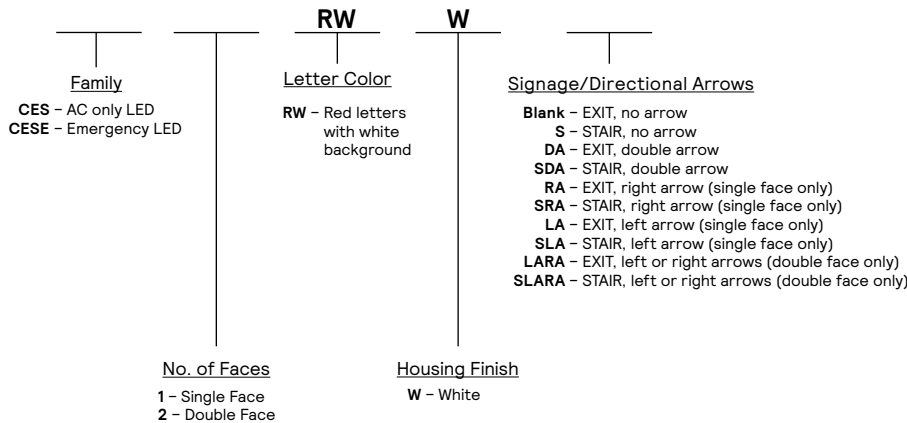 RW
W
Family
CES – AC only LED
CESE – Emergency LED
Letter Color
RW – Red letters
with white
background
Signage/Directional Arrows
Blank – EXIT, no arrow
S – STAIR, no arrow
DA – EXIT, double arrow
SDA – STAIR, double arrow
RA – EXIT, right arrow (single face only)
SRA – STAIR, right arrow (single face only)
LA – EXIT, left arrow (single face only)
SLA – STAIR, left arrow (single face only)
LARA – EXIT, left or right arrows (double face only)
SLARA – STAIR, left or right arrows (double face only)
No. of Faces
1 – Single Face
2 – Double Face
Housing Finish
W – White